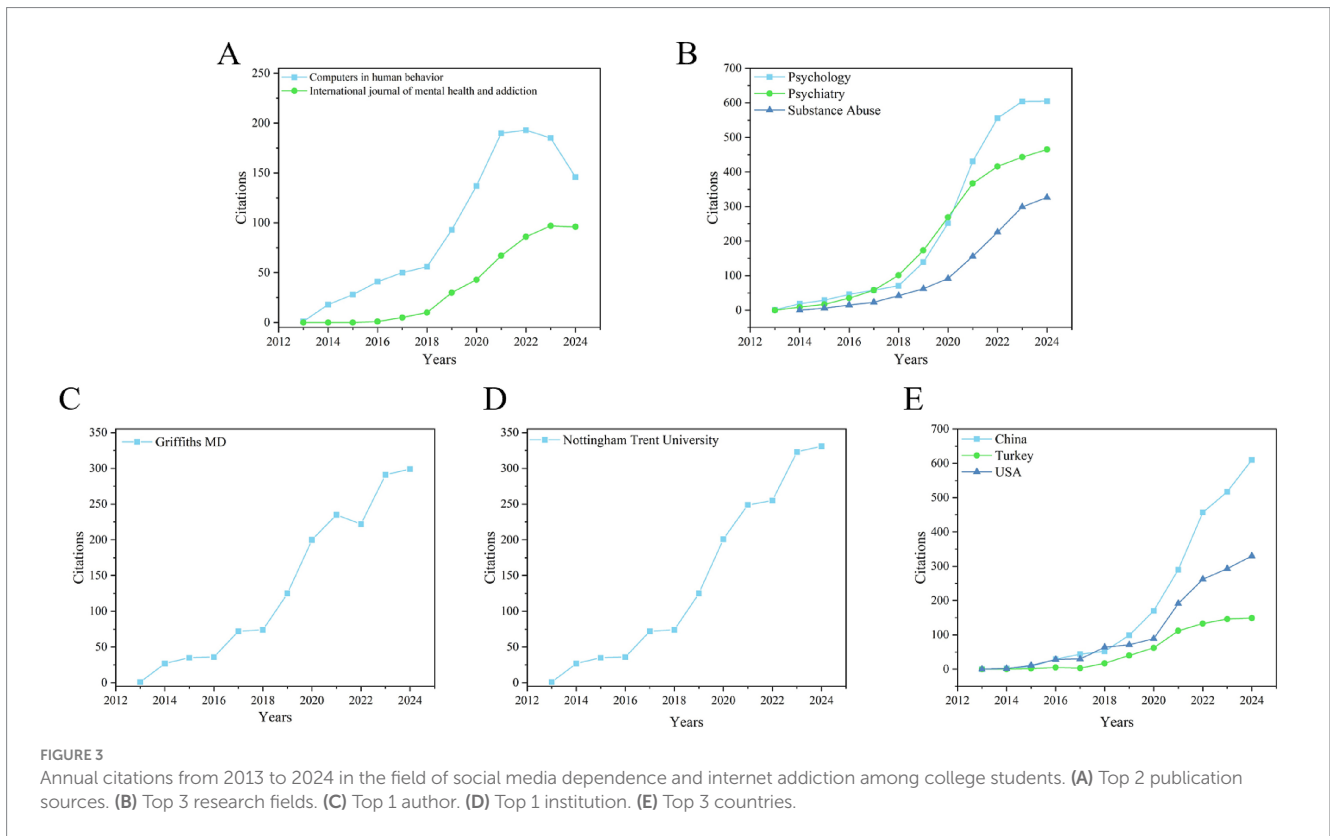 A
Computers in human behavior
International journal of mental health and addiction
250
200
150
100
50
0
Citations
2012 2014 2016 2018 2020 2022 2024
Years
B
Psychology
Psychiatry
Substance Abuse
700
600
500
400
300
200
100
0
Citations
2012 2014 2016 2018 2020 2022 2024
Years
C
Griffiths MD
350
300
250
200
150
100
50
0
Citations
2012 2014 2016 2018 2020 2022 2024
Years
D
Nottingham Trent University
350
300
250
200
150
100
50
0
Citations
2012 2014 2016 2018 2020 2022 2024
Years
E
China
Turkey
USA
700
600
500
400
300
200
100
0
Citations
2012 2014 2016 2018 2020 2022 2024
Years
FIGURE 3
Annual citations from 2013 to 2024 in the field of social media dependence and internet addiction among college students. (A) Top 2 publication
sources. (B) Top 3 research fields. (C) Top 1 author. (D) Top 1 institution. (E) Top 3 countries.